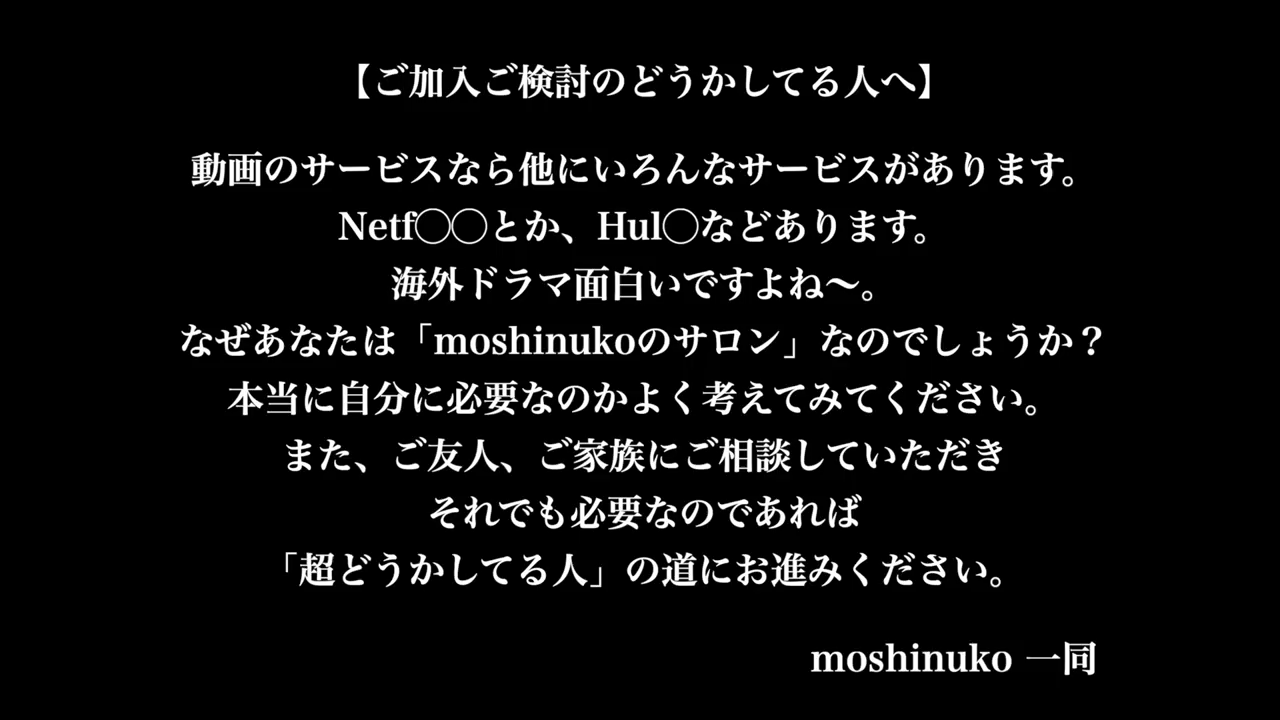 【ご加入ご検討のどうかしてる人へ】
動画のサービスなら他にいろんなサービスがあります。
Netf◯◯とか、Hul◯などあります。
海外ドラマ面白いですよね〜。
なぜあなたは「moshinukoのサロン」なのでしょうか？
本当に自分に必要なのかよく考えてみてください。
また、ご友人、ご家族にご相談していただき
それでも必要なのであれば
「超どうかしてる人」の道にお進みください。
moshinuko 一同